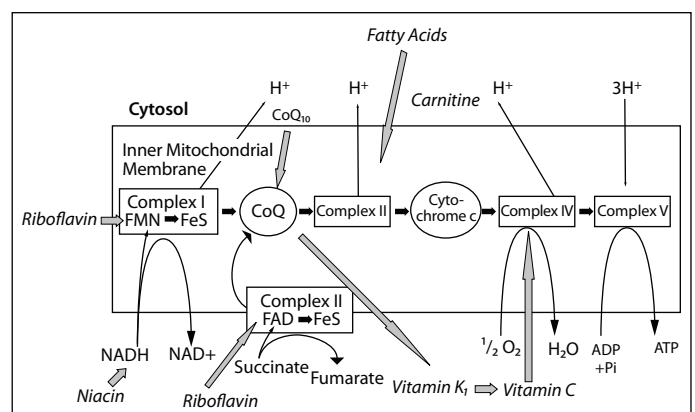 Fatty Acids
H+
H+
Carnitine
H+
3H+
Cytosol
CoQ10
Inner Mitochondrial
Membrane
Complex I
FMN FeS
Riboflavin
CoQ
Complex II
Cyto-
chrome c
Complex IV
Complex V
Complex II
FAD FeS
NADH
NAD+
Succinate
Fumarate
1/2 O2
H2O
ADP
+Pi
ATP
Niacin
Riboflavin
Vitamin K1
Vitamin C